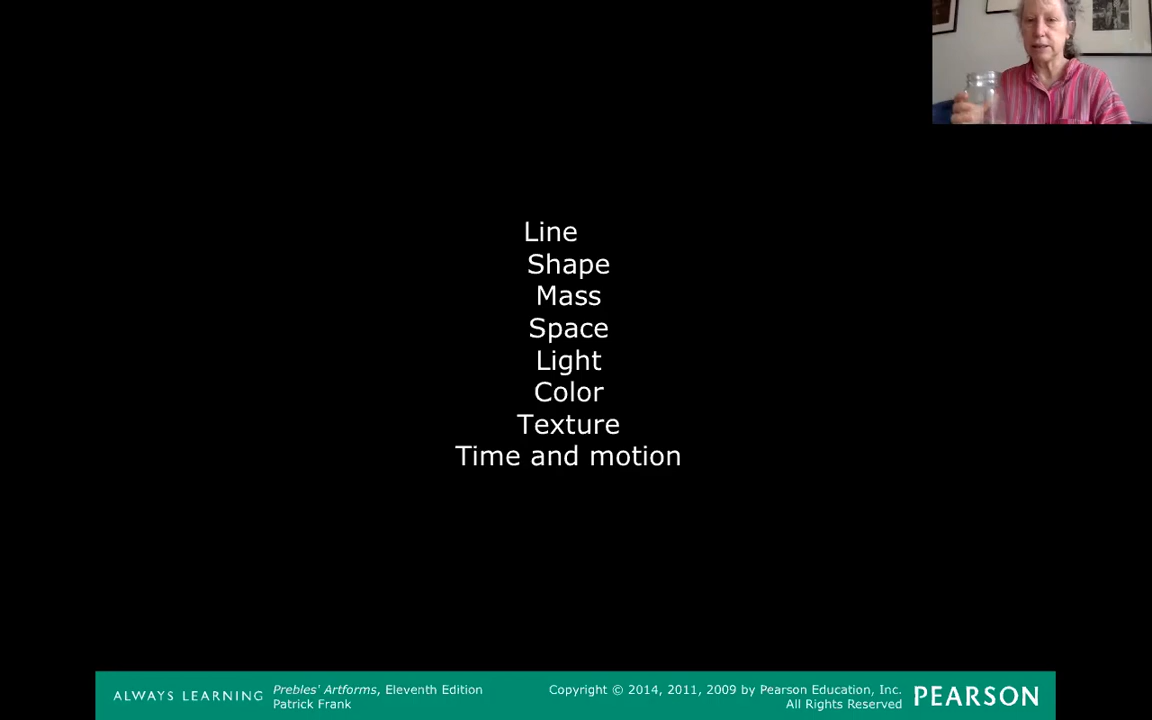 Line
Shape
Mass
Space
Light
Color
Texture
Time and motion
ALWAYS LEARNING
Prebles' Artforms, Eleventh Edition
Patrick Frank
Copyright © 2014, 2011, 2009 by Pearson Education, Inc.
All Rights Reserved
PEARSON